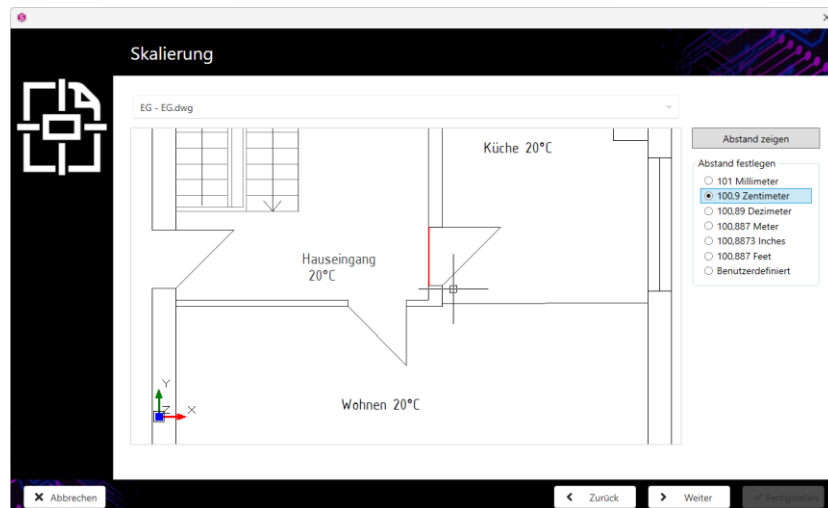 Skalierung
EG - EG.dwg
Küche 20°C
Hauseingang
20°C
Wohnen 20°C
Y
Z
X
Abstand zeigen
Abstand festlegen
101 Millimeter
100,9 Zentimeter
100,89 Dezimeter
100,887 Meter
100,8873 Inches
100,887 Feet
Benutzerdefiniert
Abbrechen
Zurück
Weiter
Fertigstellen